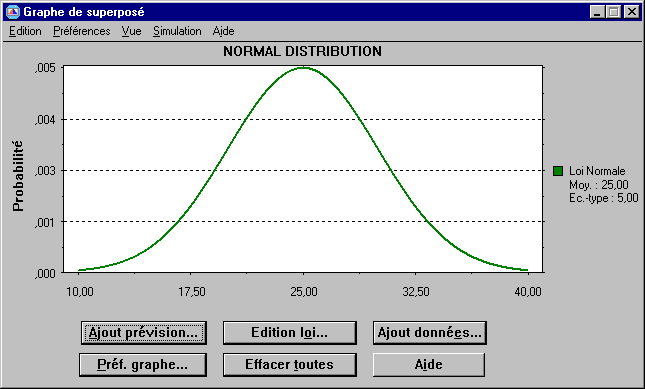 Graphe de superposé
Edition Préférences Vue Simulation Aide
NORMAL DISTRIBUTION
Probabilité
,005
,004
,003
,001
,000
10,00 17,50 25,00 32,50 40,00
Loi Normale
Moy. : 25,00
Ec.-type : 5,00
Ajout prévision... Edition loi... Ajout données...
Préf. graphe... Effacer toutes Aide